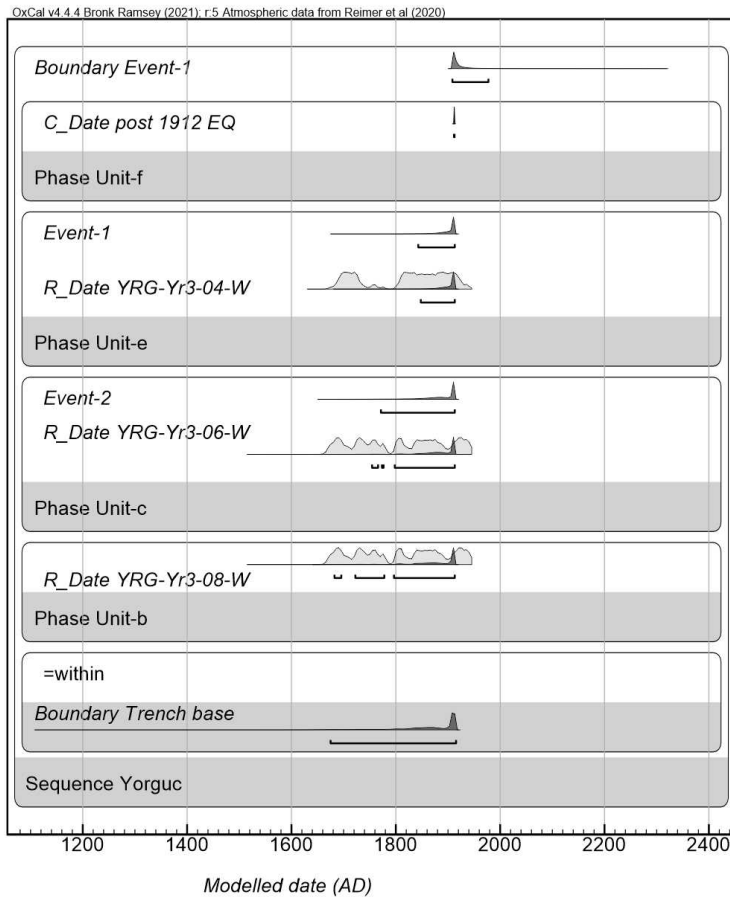 OxCal v4.4.4 Bronk Ramsey (2021); r:5 Atmospheric data from Reimer et al (2020)
Boundary Event-1
C_Date post 1912 EQ
Phase Unit-f
Event-1
R_Date YRG-Yr3-04-W
Phase Unit-e
Event-2
R_Date YRG-Yr3-06-W
Phase Unit-c
R_Date YRG-Yr3-08-W
Phase Unit-b
=within
Boundary Trench base
Sequence Yorguc
1200 1400 1600 1800 2000 2200 2400
Modelled date (AD)